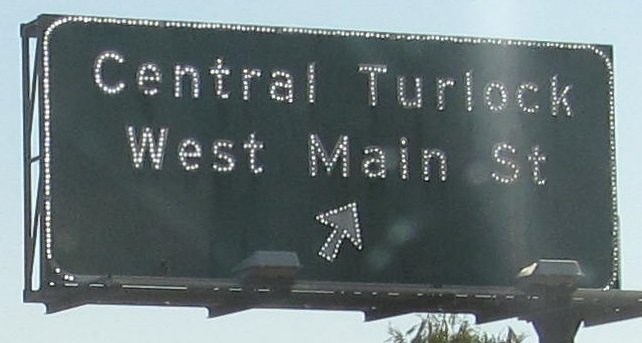 Central Turlock
West Main St